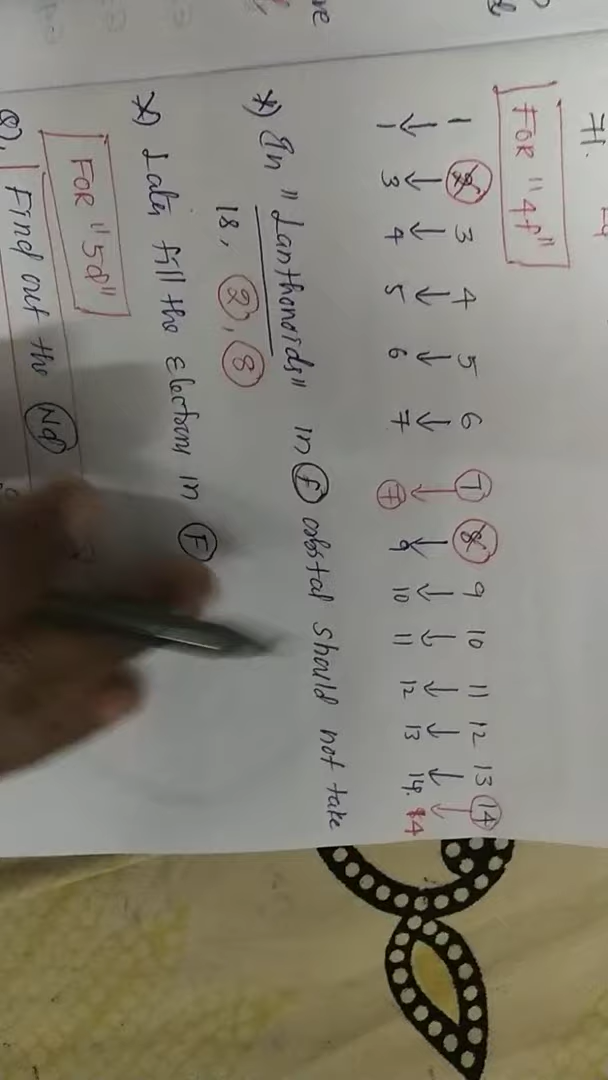 71.
FOR "4f"
1 2 3 4 5 6 7 8 9 10 11 12 13 14
↓ ↓ ↓ ↓ ↓ ↓ ↓ ↓ ↓ ↓ ↓ ↓ ↓ ↓
1 3 4 5 6 7 7 9 10 11 12 13 14. 14
*) In "Lanthonoids" in f orbital should not take
18, 2, 8
*) Later fill the Electrons in F
FOR "5d"
Q. Find out the Nd